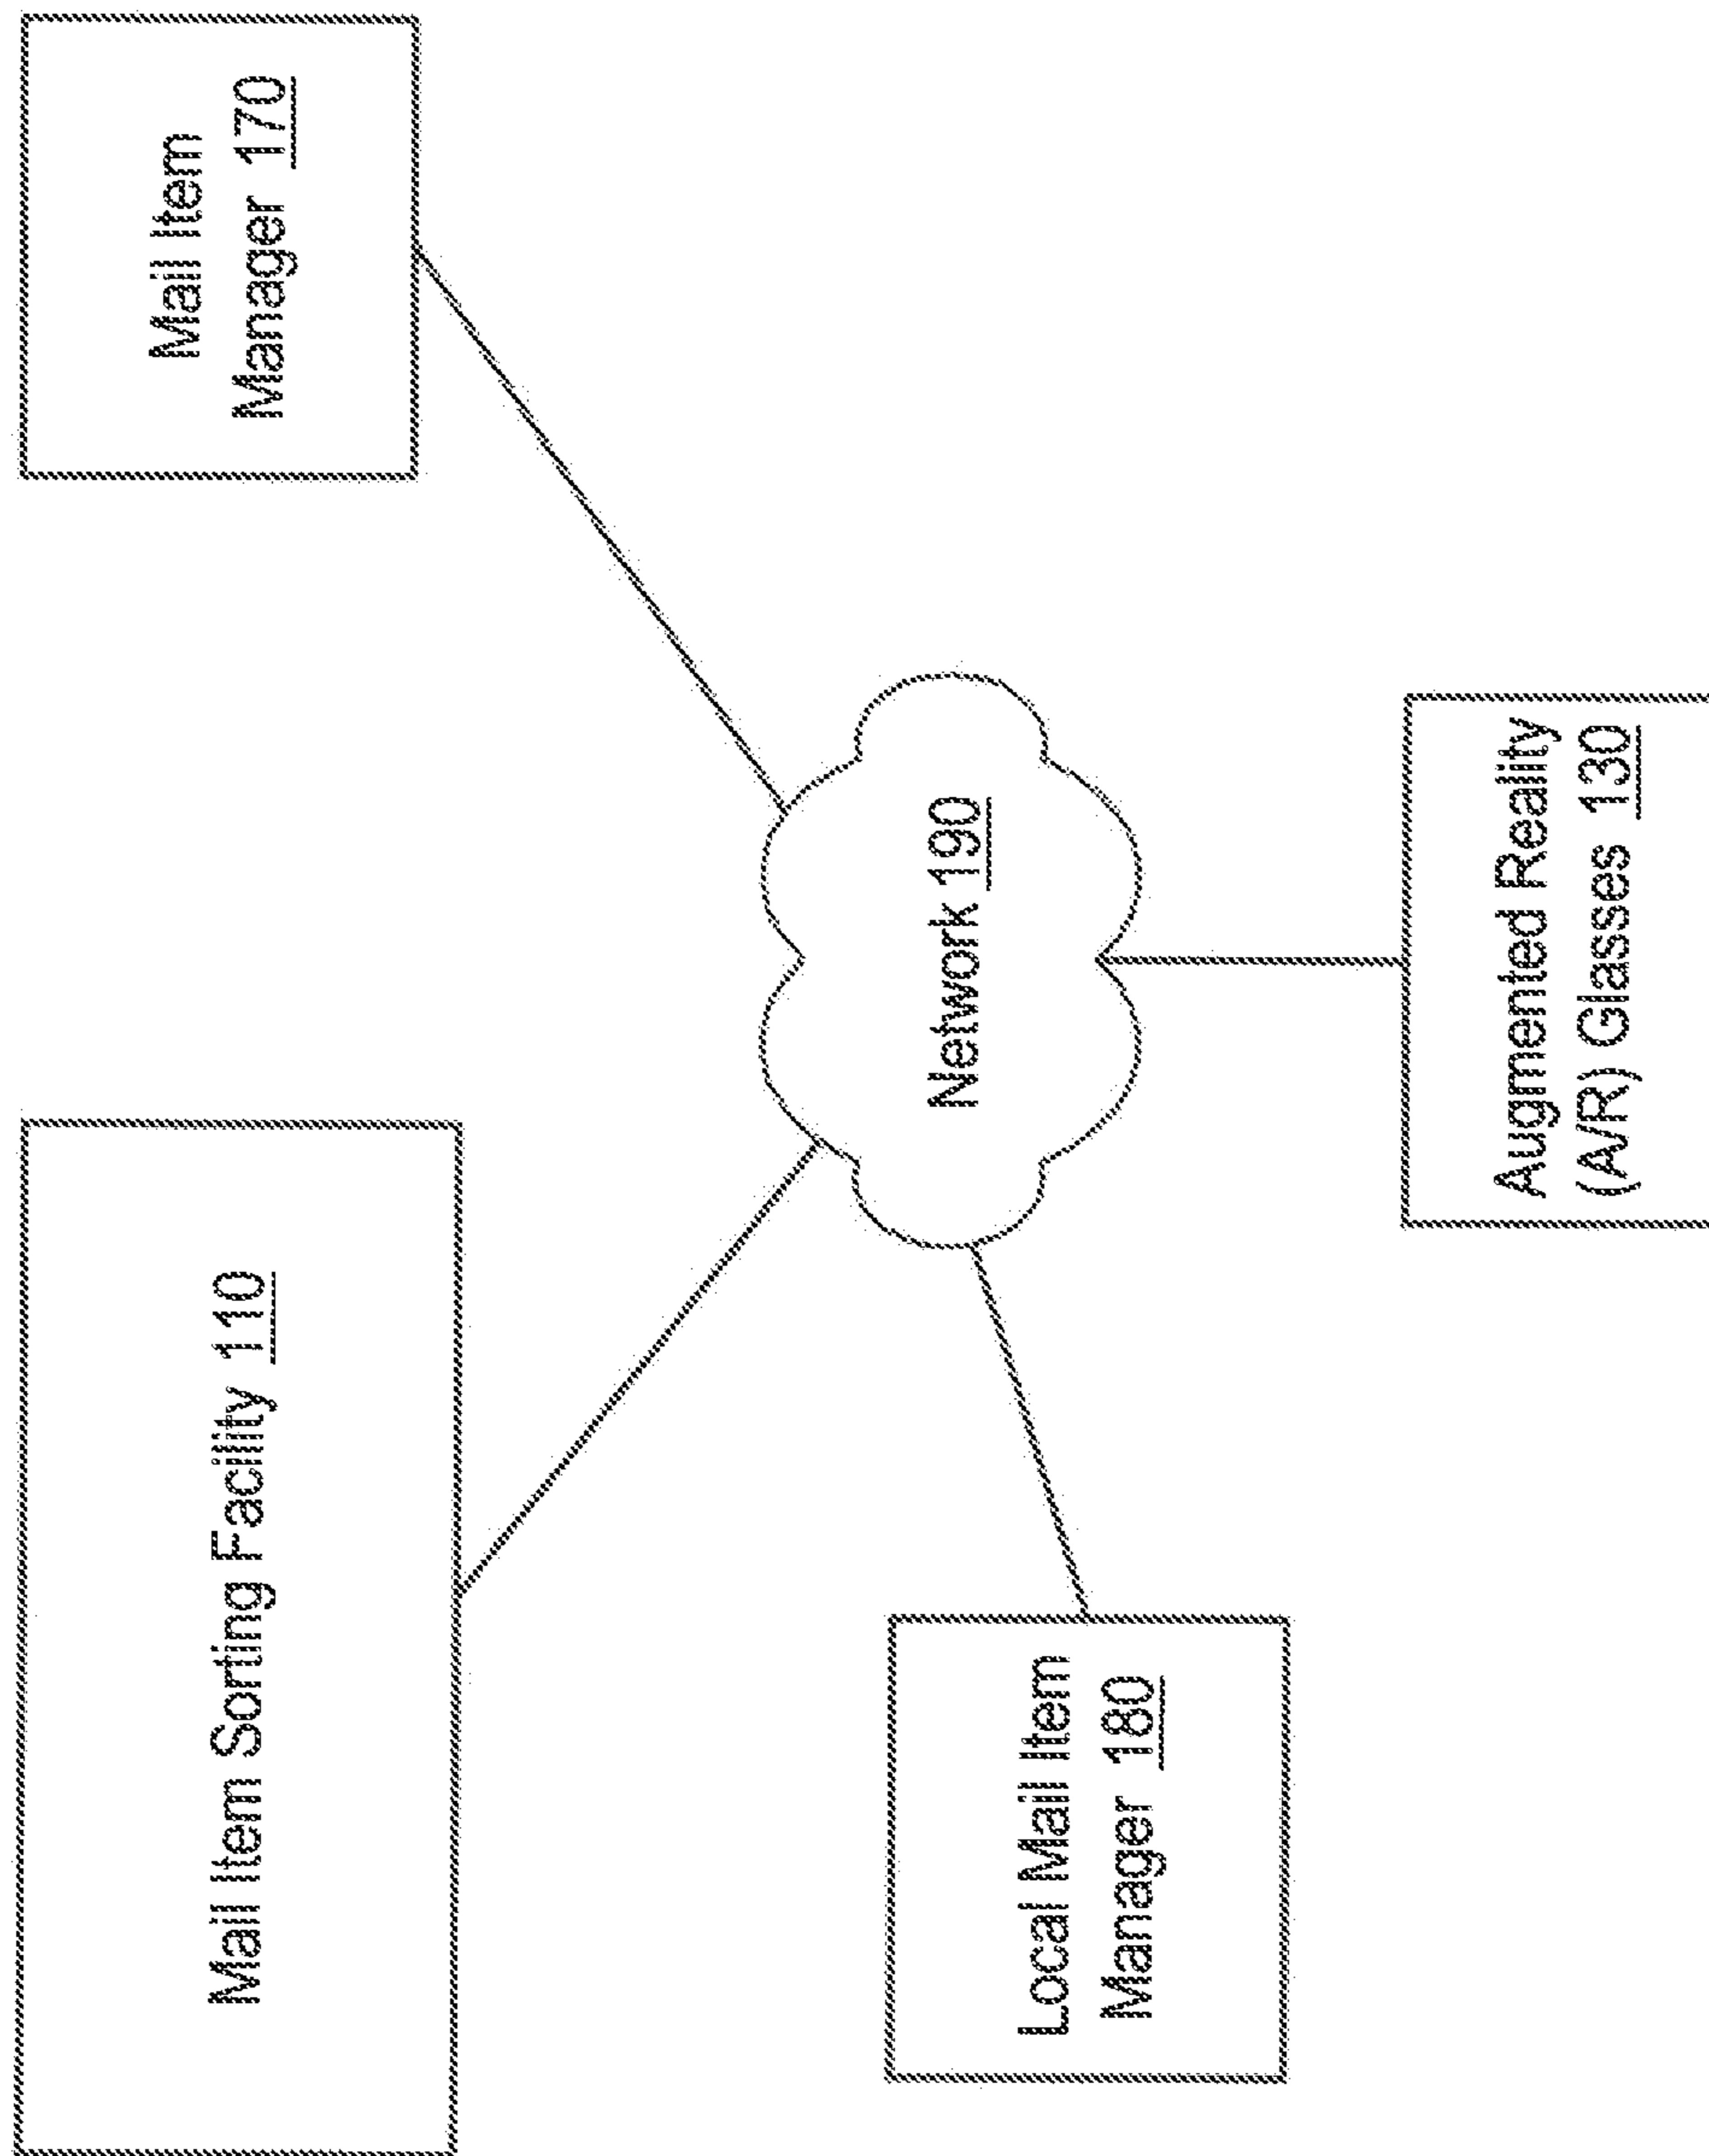 Mail Item Sorting Facility 110
Mail Item
Manager 170
Network 190
Local Mail Item
Manager 180
Augmented Reality
(A/R) Glasses 130